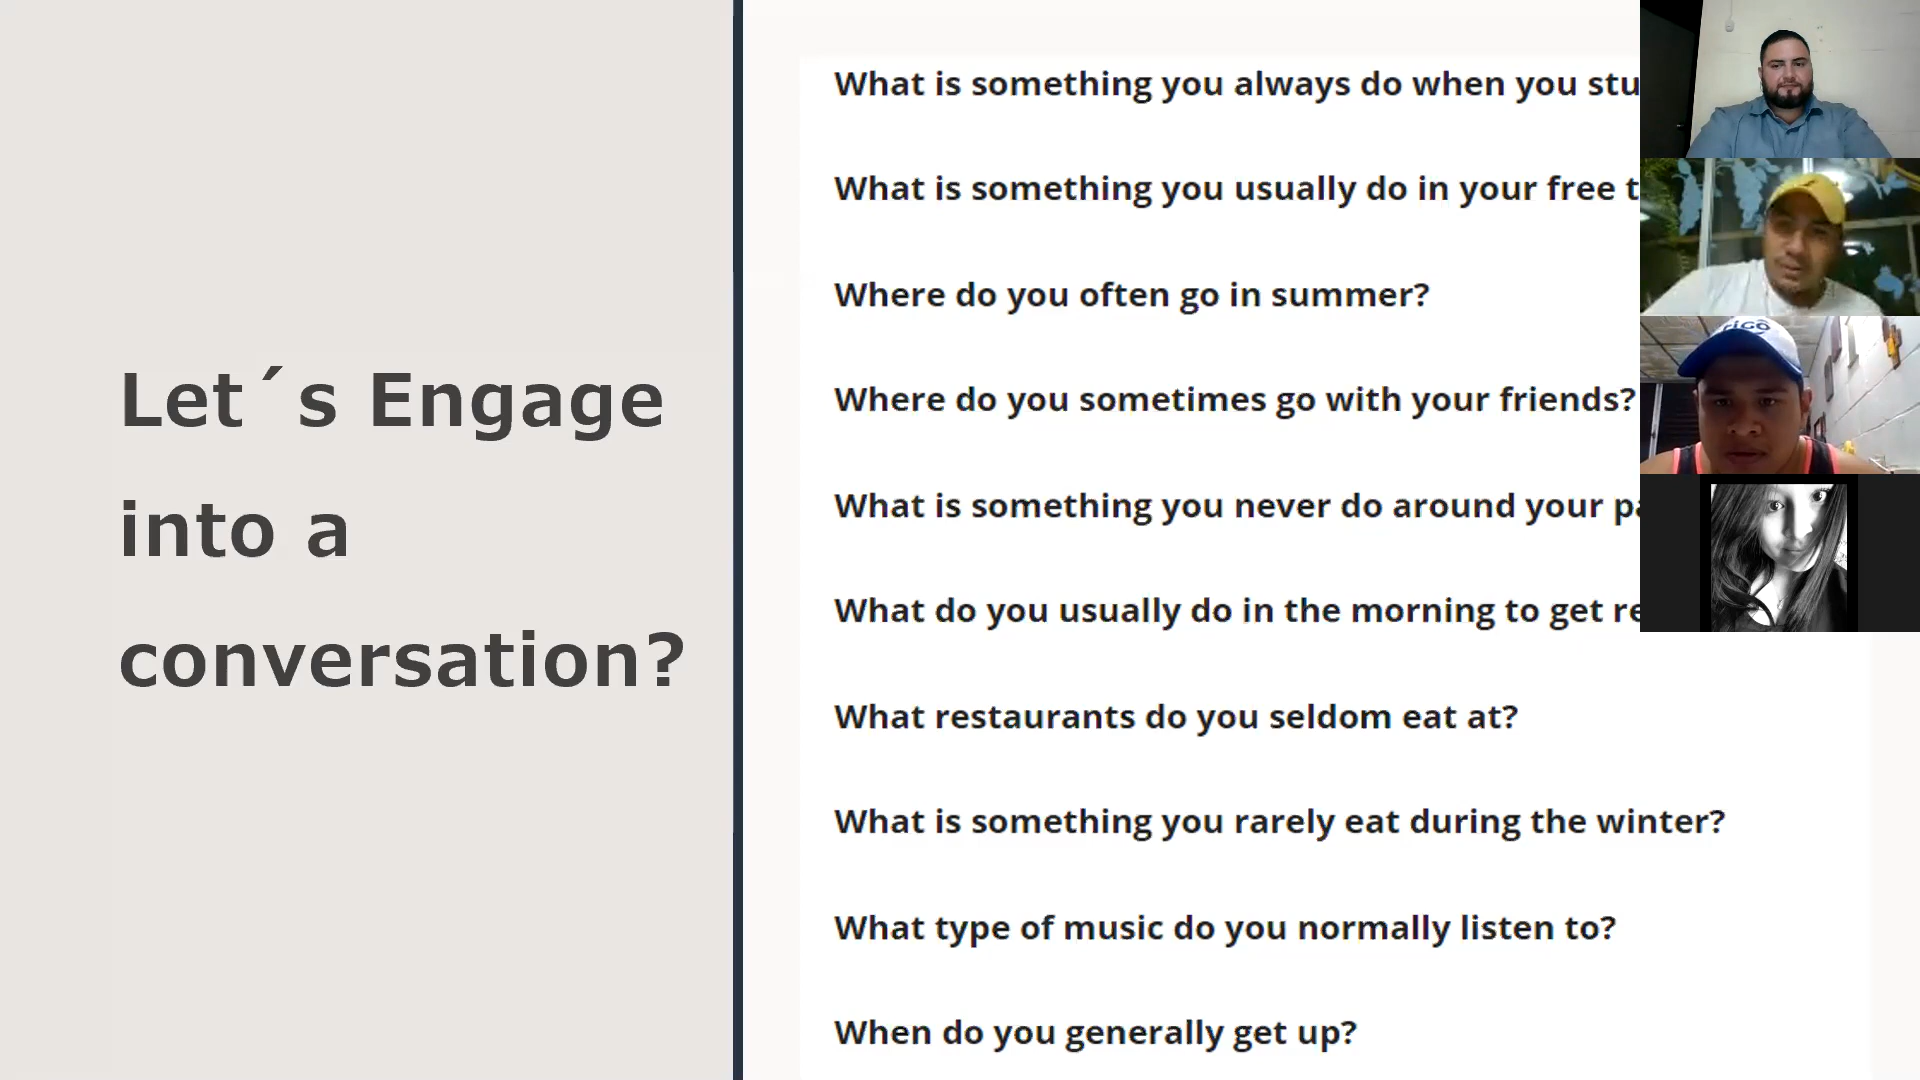 Let´s Engage
into a
conversation?
What is something you always do when you stu
What is something you usually do in your free t
Where do you often go in summer?
Where do you sometimes go with your friends?
What is something you never do around your pa
What do you usually do in the morning to get re
What restaurants do you seldom eat at?
What is something you rarely eat during the winter?
What type of music do you normally listen to?
When do you generally get up?